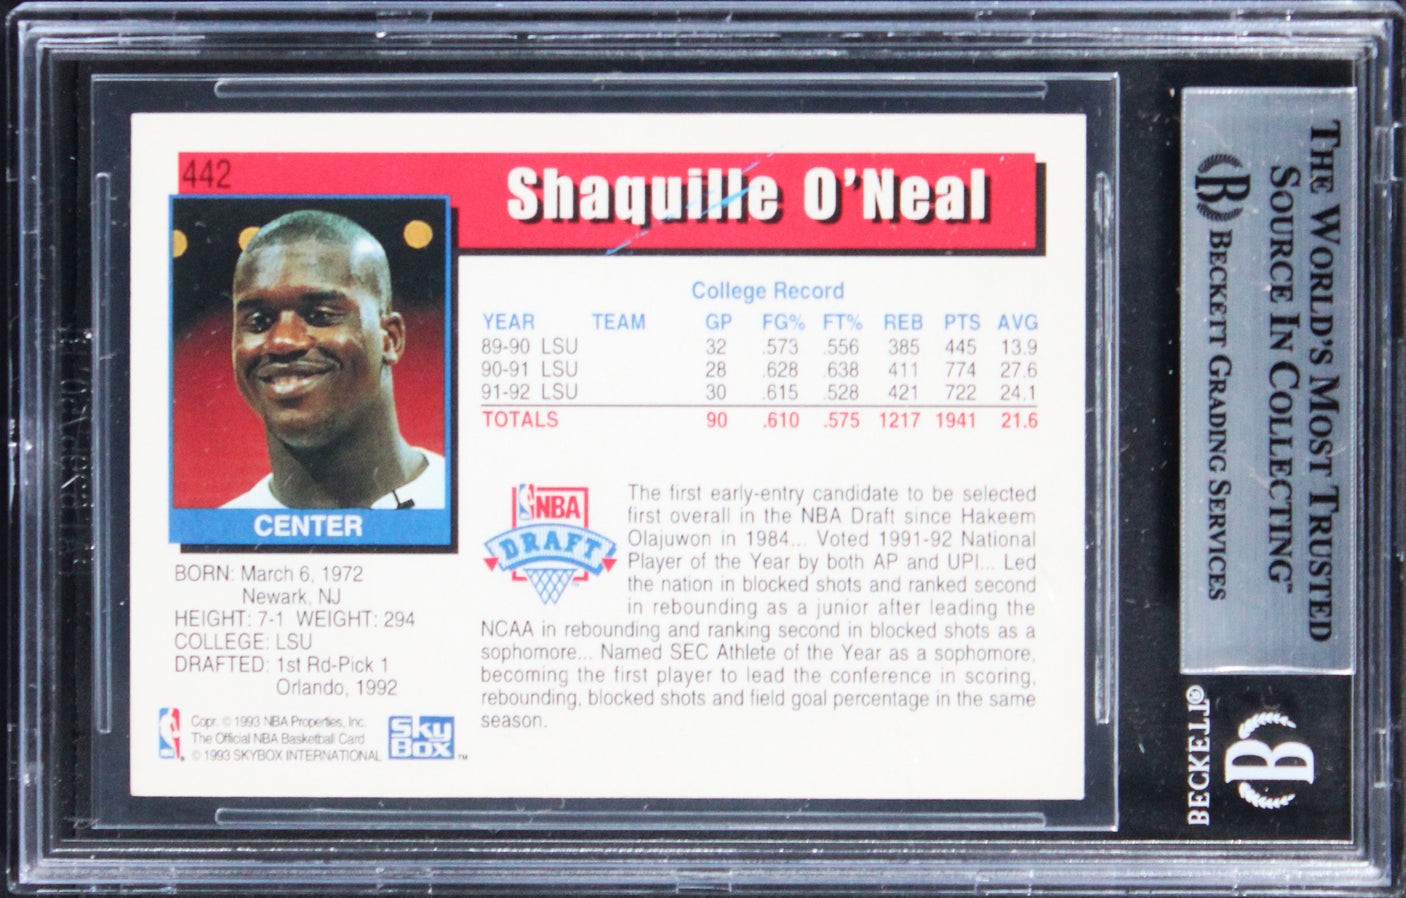 442
Shaquille O'Neal
CENTER
BORN: March 6, 1972
Newark, NJ
HEIGHT: 7-1 WEIGHT: 294
COLLEGE: LSU
DRAFTED: 1st Rd-Pick 1
Orlando, 1992
Copr. © 1993 NBA Properties, Inc.
The Official NBA Basketball Card
© 1993 SKYBOX INTERNATIONAL
SkyBox™
College Record
YEAR TEAM GP FG% FT% REB PTS AVG
89-90 LSU 32 .573 .556 385 445 13.9
90-91 LSU 28 .628 .638 411 774 27.6
91-92 LSU 30 .615 .528 421 722 24.1
TOTALS 90 .610 .575 1217 1941 21.6
NBA
DRAFT
The first early-entry candidate to be selected
first overall in the NBA Draft since Hakeem
Olajuwon in 1984... Voted 1991-92 National
Player of the Year by both AP and UPI... Led
the nation in blocked shots and ranked second
in rebounding as a junior after leading the
NCAA in rebounding and ranking second in blocked shots as a
sophomore... Named SEC Athlete of the Year as a sophomore,
becoming the first player to lead the conference in scoring,
rebounding, blocked shots and field goal percentage in the same
season.
THE WORLD'S MOST TRUSTED
SOURCE IN COLLECTING™
B BECKETT GRADING SERVICES
BECKETT®
B